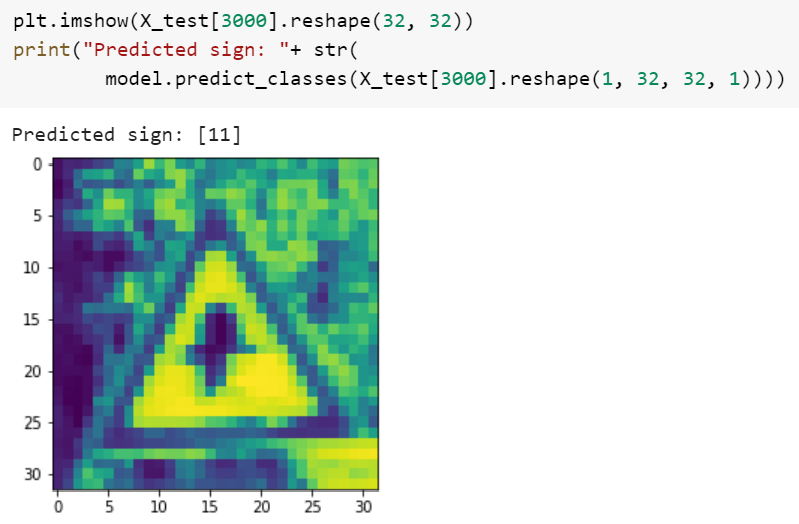 plt.imshow(X_test[3000].reshape(32, 32))
print("Predicted sign: "+ str(
        model.predict_classes(X_test[3000].reshape(1, 32, 32, 1))))
Predicted sign: [11]
0
5
10
15
20
25
30
0 5 10 15 20 25 30